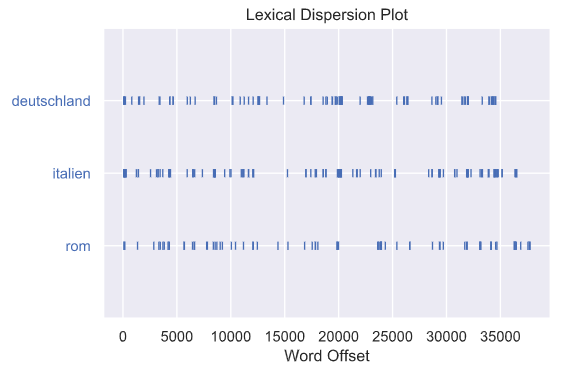 Lexical Dispersion Plot
deutschland
italien
rom
0 5000 10000 15000 20000 25000 30000 35000
Word Offset